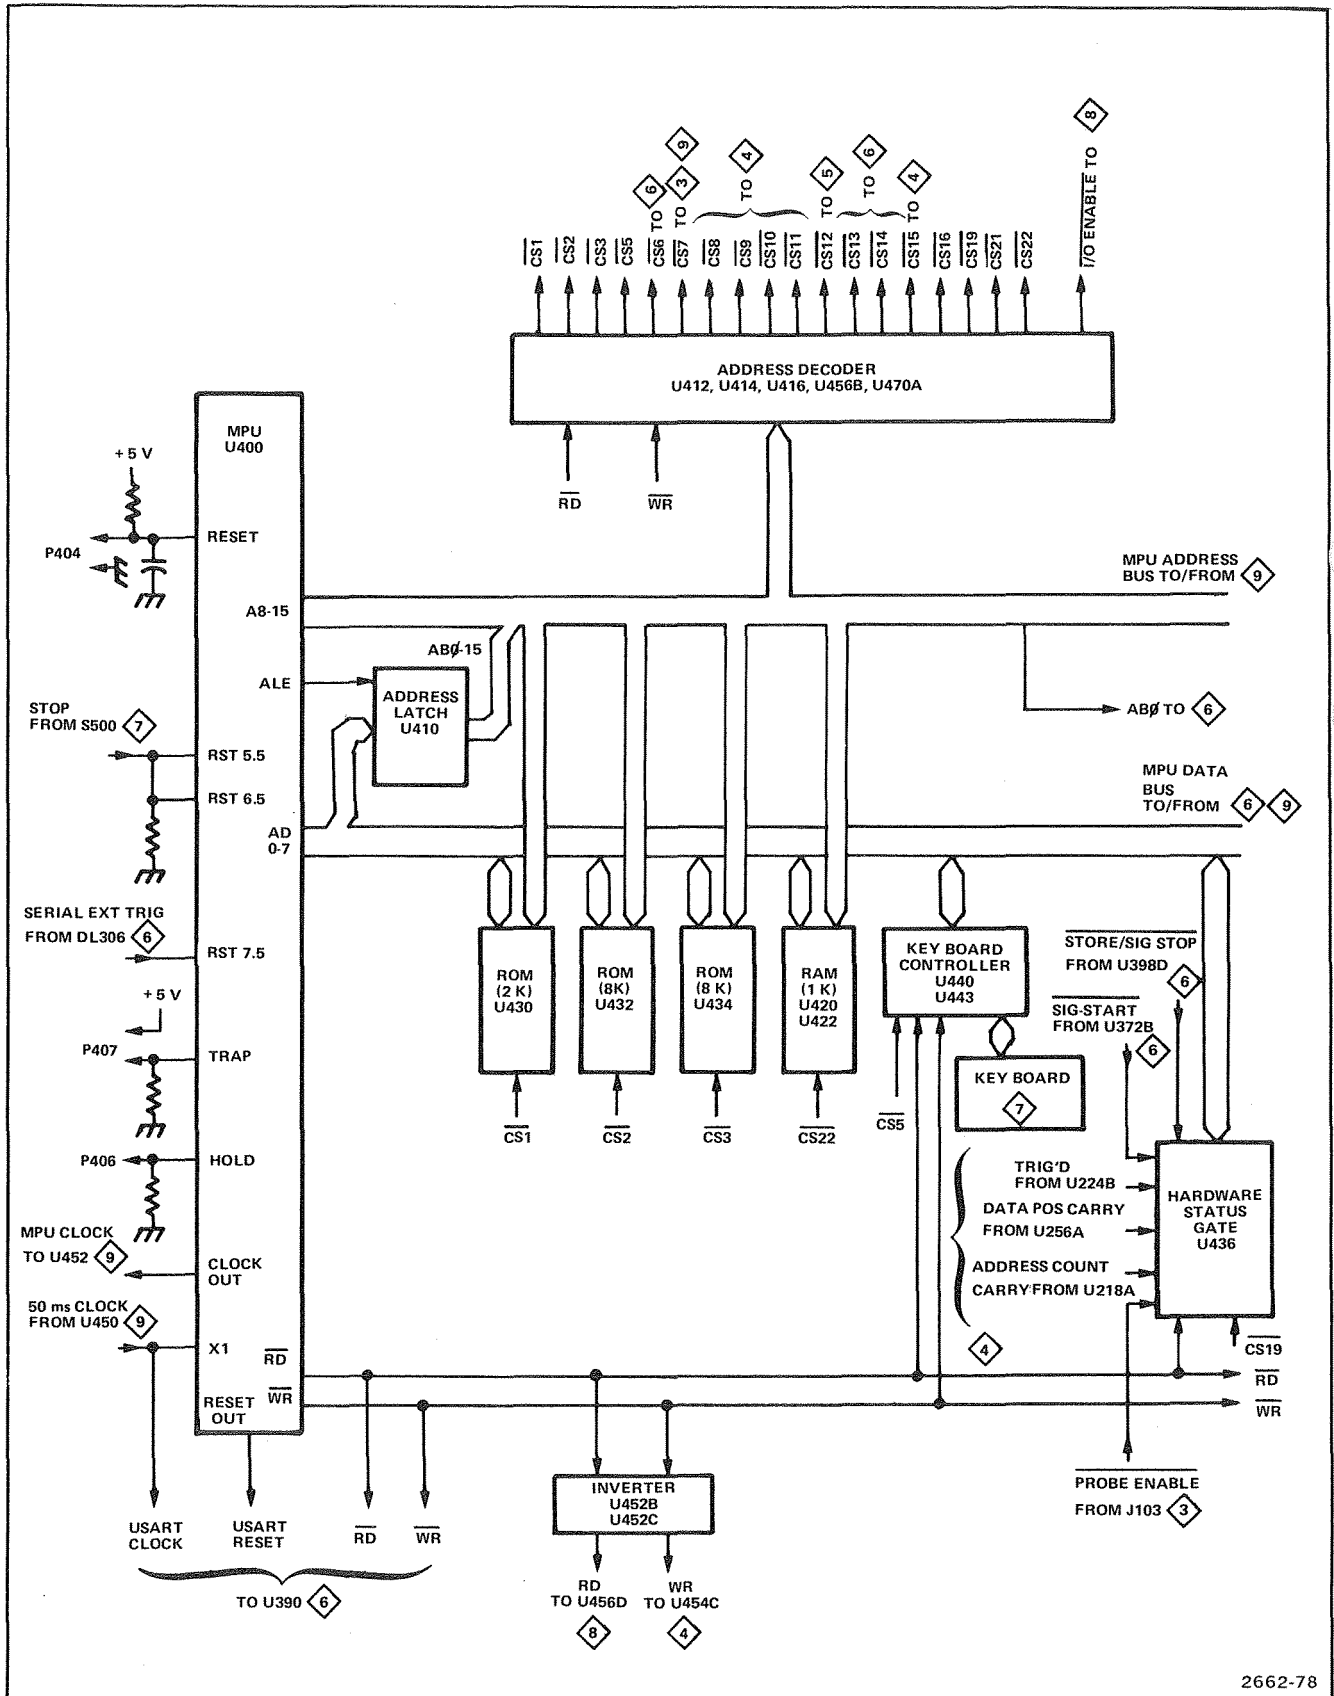 8
9
4
6
5
6
3
4
TO
TO
TO
TO
TO
TO
I/O ENABLE TO
CS1
CS2
CS3
CS5
CS6
CS7
CS8
CS9
CS10
CS11
CS12
CS13
CS14
CS15
CS16
CS19
CS21
CS22
ADDRESS DECODER
U412, U414, U416, U456B, U470A
RD
WR
MPU
U400
+5 V
RESET
P404
MPU ADDRESS
BUS TO/FROM 9
A8-15
ABØ-15
ALE
ADDRESS
LATCH
U410
ABØ TO 6
STOP
FROM S500 7
RST 5.5
RST 6.5
MPU DATA
BUS
TO/FROM 6 9
AD
0-7
SERIAL EXT TRIG
FROM DL306 6
RST 7.5
ROM
(2 K)
U430
ROM
(8K)
U432
ROM
(8 K)
U434
RAM
(1 K)
U420
U422
KEY BOARD
CONTROLLER
U440
U443
STORE/SIG STOP
FROM U398D
6
SIG-START
FROM U372B
6
+5 V
P407
TRAP
KEY BOARD
7
CS1
CS2
CS3
CS22
CS5
P406
HOLD
TRIG'D
FROM U224B
DATA POS CARRY
FROM U256A
ADDRESS COUNT
CARRY FROM U218A
4
HARDWARE
STATUS
GATE
U436
CS19
MPU CLOCK
TO U452 9
CLOCK
OUT
50 ms CLOCK
FROM U450 9
X1
RD
WR
RESET
OUT
RD
WR
INVERTER
U452B
U452C
PROBE ENABLE
FROM J103 3
USART
CLOCK
USART
RESET
RD
WR
TO U390 6
RD
TO U456D
8
WR
TO U454C
4
2662-78